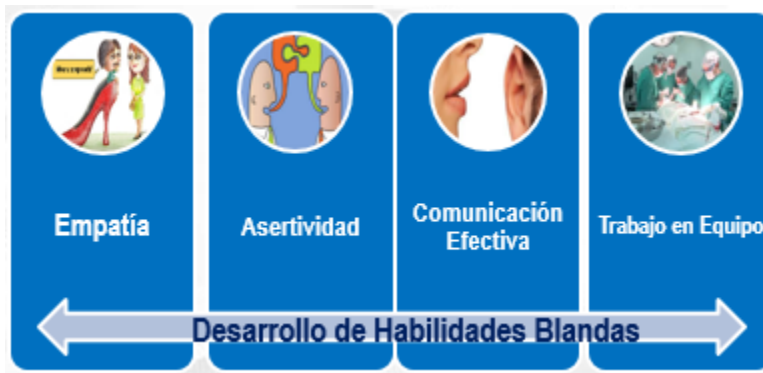 Empatía
Asertividad
Comunicación
Efectiva
Trabajo en Equipo
Desarrollo de Habilidades Blandas